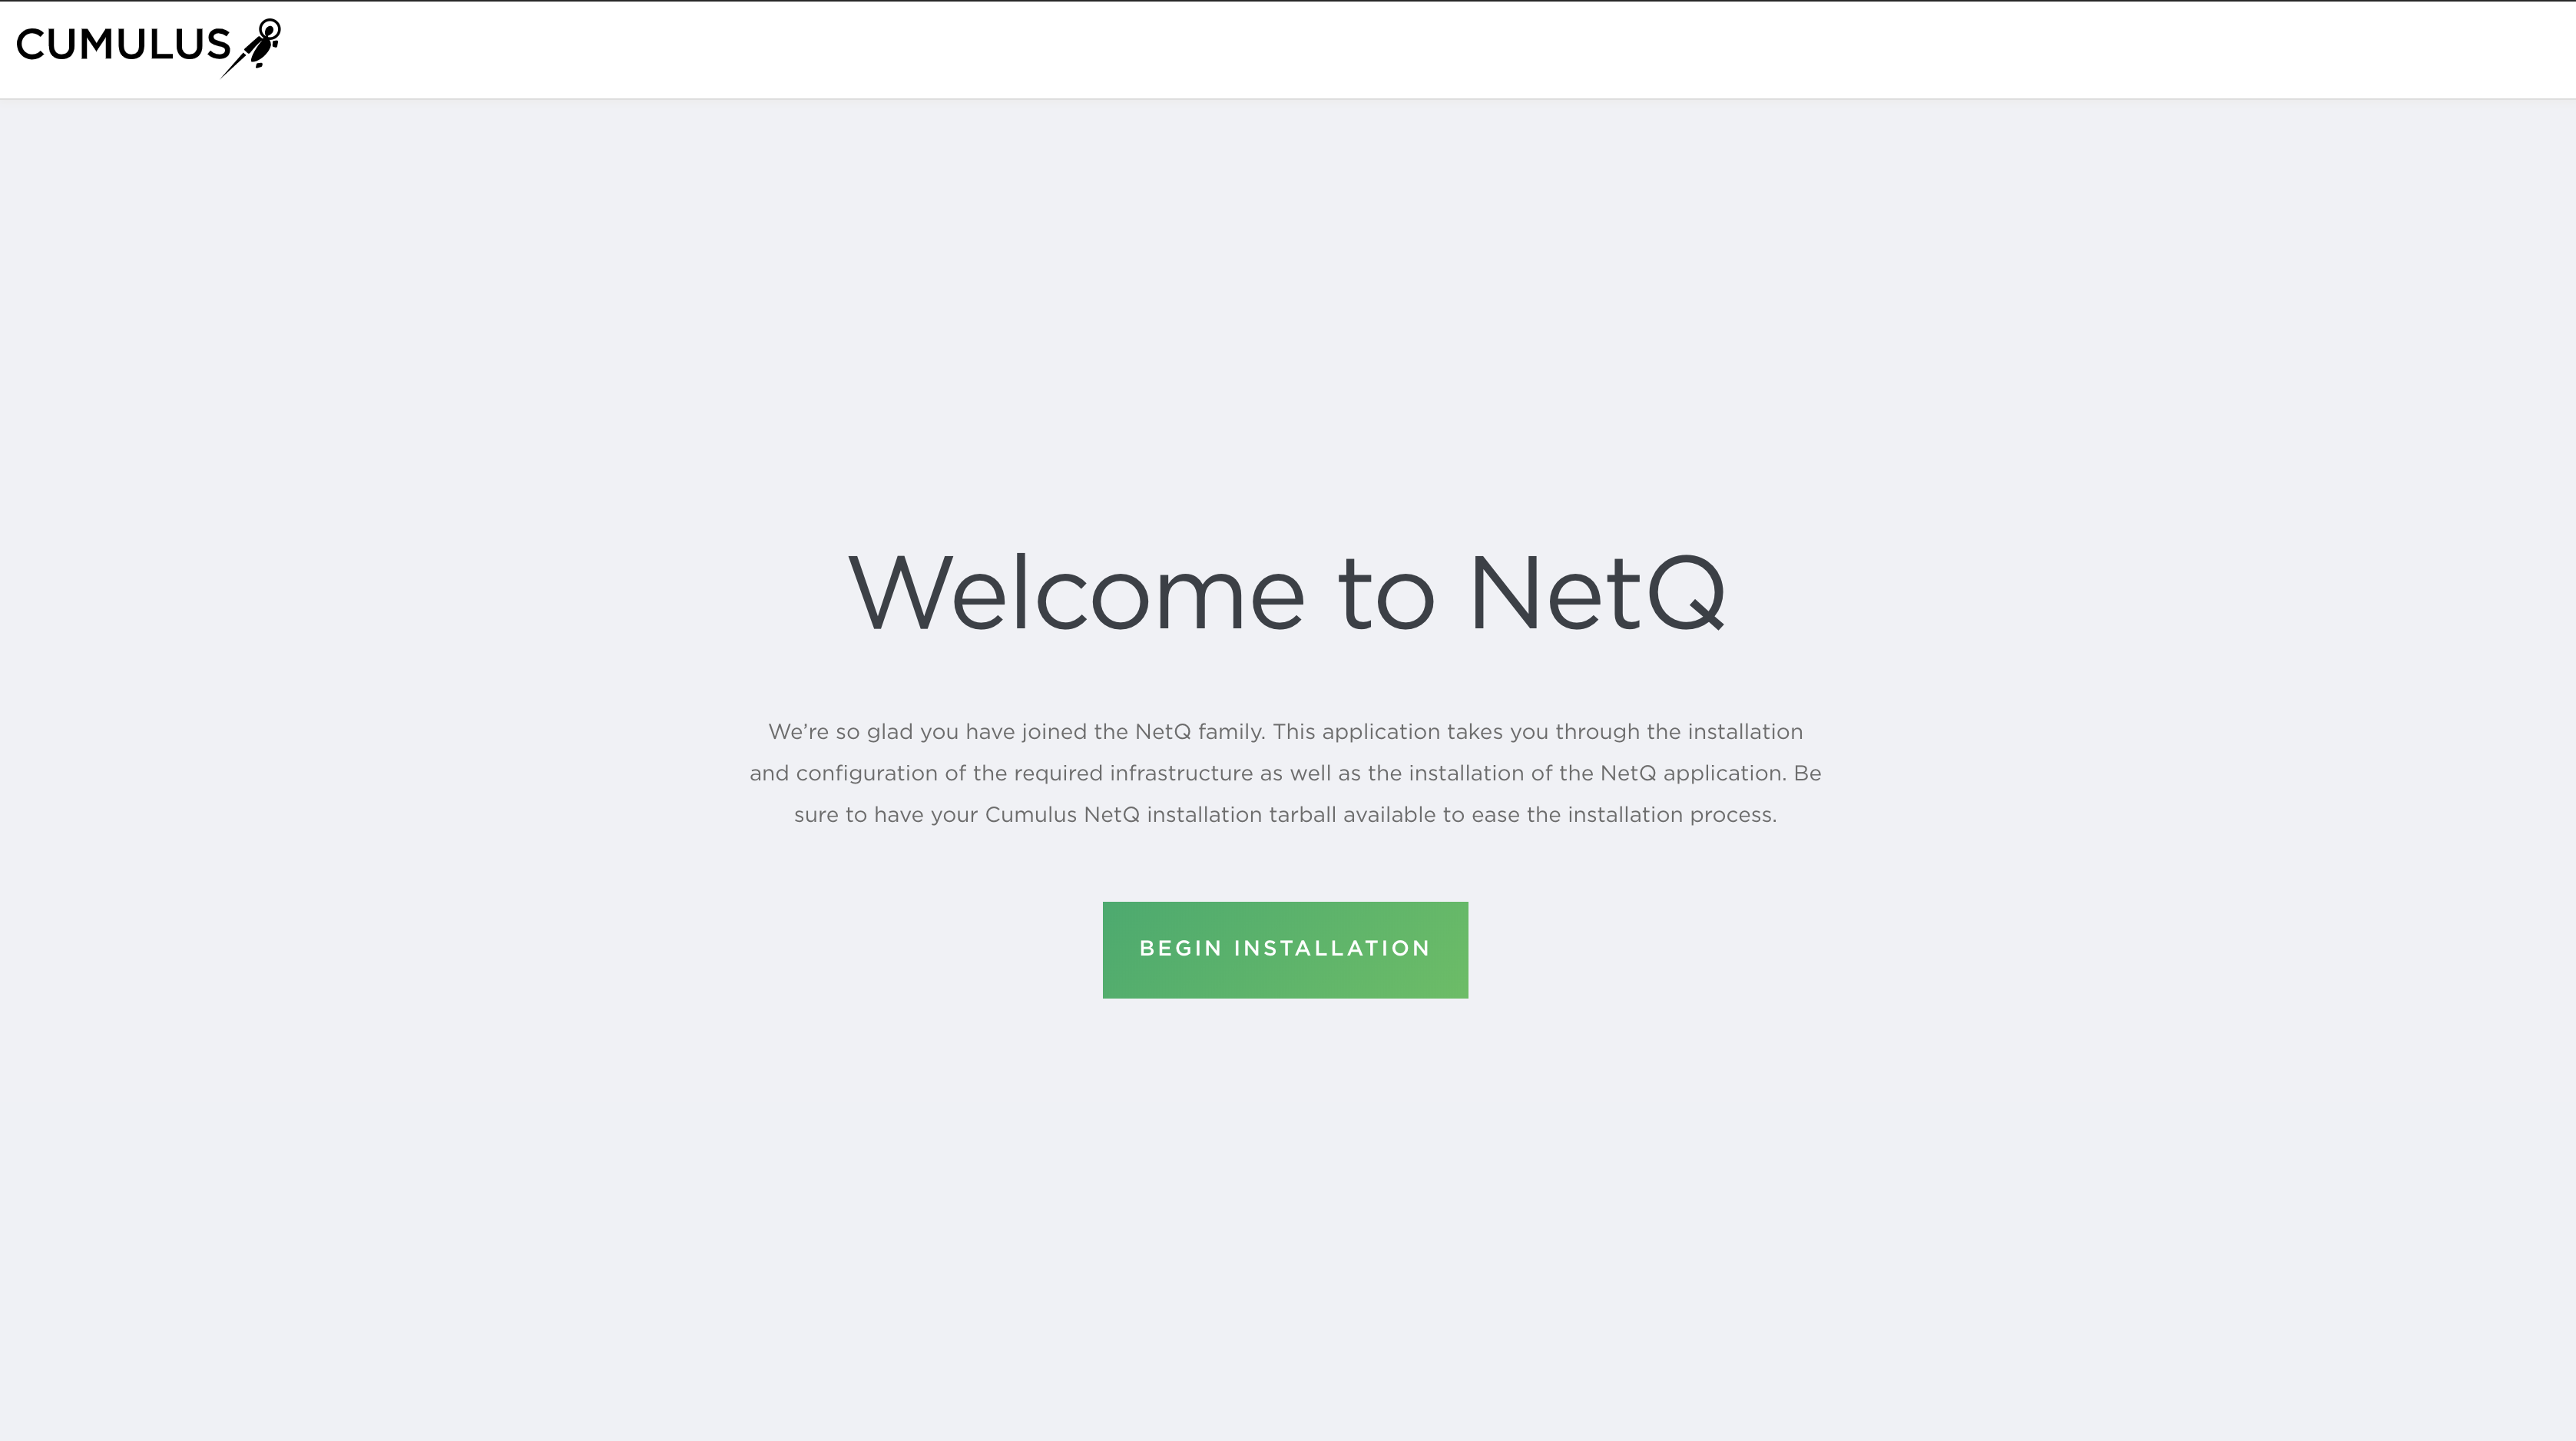 CUMULUS
Welcome to NetQ
We’re so glad you have joined the NetQ family. This application takes you through the installation
and configuration of the required infrastructure as well as the installation of the NetQ application. Be
sure to have your Cumulus NetQ installation tarball available to ease the installation process.
BEGIN INSTALLATION